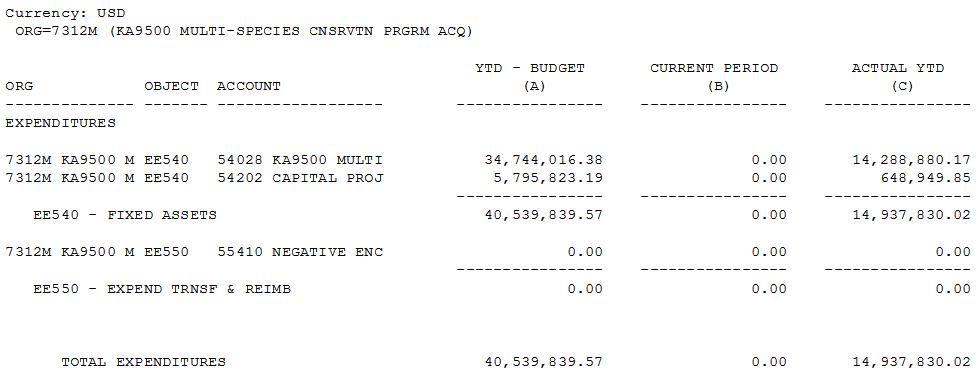 Currency: USD
ORG=7312M (KA9500 MULTI-SPECIES CNSRVTN PRGRM ACQ)
YTD - BUDGET CURRENT PERIOD ACTUAL YTD
ORG OBJECT ACCOUNT (A) (B) (C)
-------------- ------- ------------------ ---------------- ---------------- ----------------
EXPENDITURES
7312M KA9500 M EE540 54028 KA9500 MULTI 34,744,016.38 0.00 14,288,880.17
7312M KA9500 M EE540 54202 CAPITAL PROJ 5,795,823.19 0.00 648,949.85
---------------- ---------------- ----------------
EE540 - FIXED ASSETS 40,539,839.57 0.00 14,937,830.02
7312M KA9500 M EE550 55410 NEGATIVE ENC 0.00 0.00 0.00
---------------- ---------------- ----------------
EE550 - EXPEND TRNSF & REIMB 0.00 0.00 0.00
TOTAL EXPENDITURES 40,539,839.57 0.00 14,937,830.02